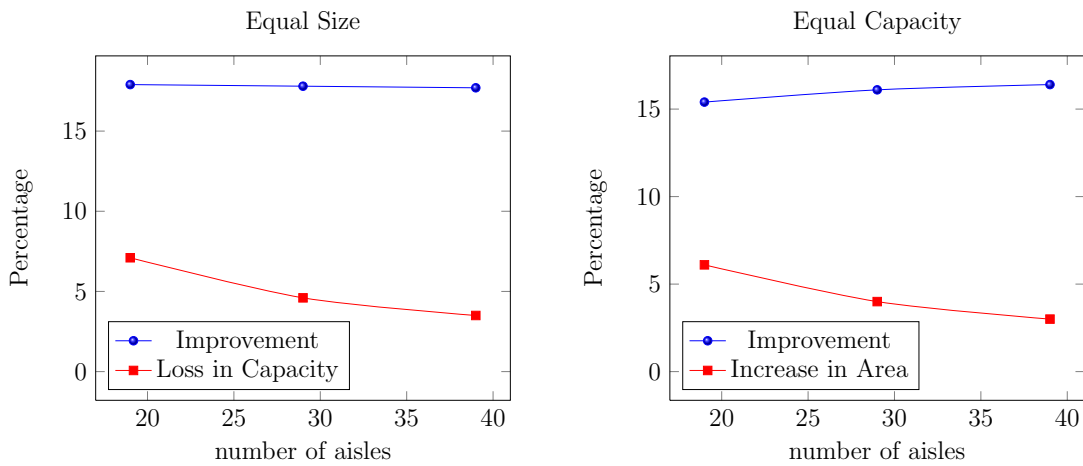 Equal Size
Percentage
15
10
5
0
Improvement
Loss in Capacity
20 25 30 35 40
number of aisles
Equal Capacity
Percentage
15
10
5
0
Improvement
Increase in Area
20 25 30 35 40
number of aisles